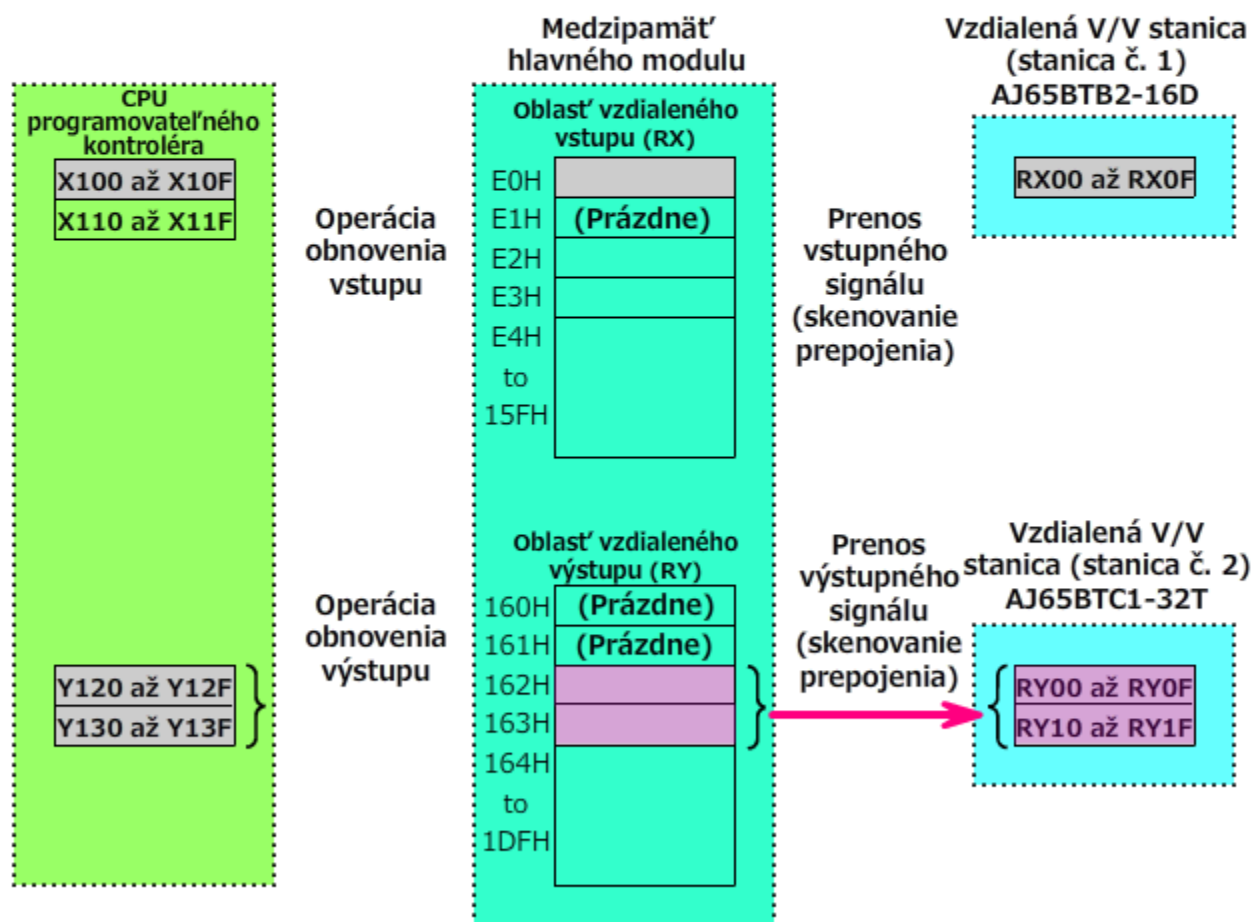 Medzipamäť
hlavného modulu
Vzdialená V/V stanica
(stanica č. 1)
AJ65BTB2-16D
CPU
programovateľného
kontroléra
X100 až X10F
X110 až X11F
Operácia
obnovenia
vstupu
Oblasť vzdialeného
vstupu (RX)
E0H
E1H
(Prázdne)
E2H
E3H
E4H
to
15FH
Prenos
vstupného
signálu
(skenovanie
prepojenia)
RX00 až RX0F
Y120 až Y12F
Y130 až Y13F
Operácia
obnovenia
výstupu
Oblasť vzdialeného
výstupu (RY)
160H
(Prázdne)
161H
(Prázdne)
162H
163H
164H
to
1DFH
Prenos
výstupného
signálu
(skenovanie
prepojenia)
Vzdialená V/V
stanica (stanica č. 2)
AJ65BTC1-32T
RY00 až RY0F
RY10 až RY1F